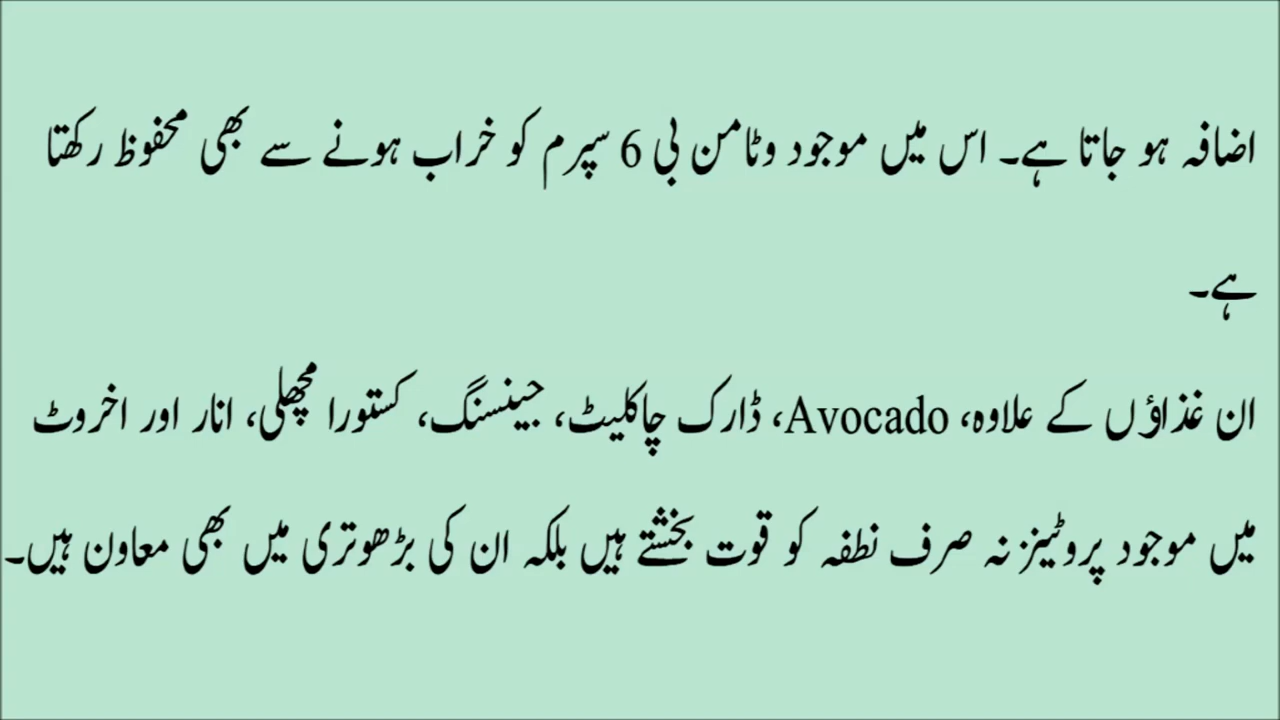 اضافہ ہو جاتا ہے۔ اس میں موجود وٹامن بی 6 سپرم کو خراب ہونے سے بھی محفوظ رکھتا
ہے۔
ان غذاؤں کے علاوہ، Avocado، ڈارک چاکلیٹ، جینسنگ، کستورا مچھلی، انار اور اخروٹ
میں موجود پروٹینز نہ صرف نطفہ کو قوت بخشتے ہیں بلکہ ان کی بڑھوتری میں بھی معاون ہیں۔